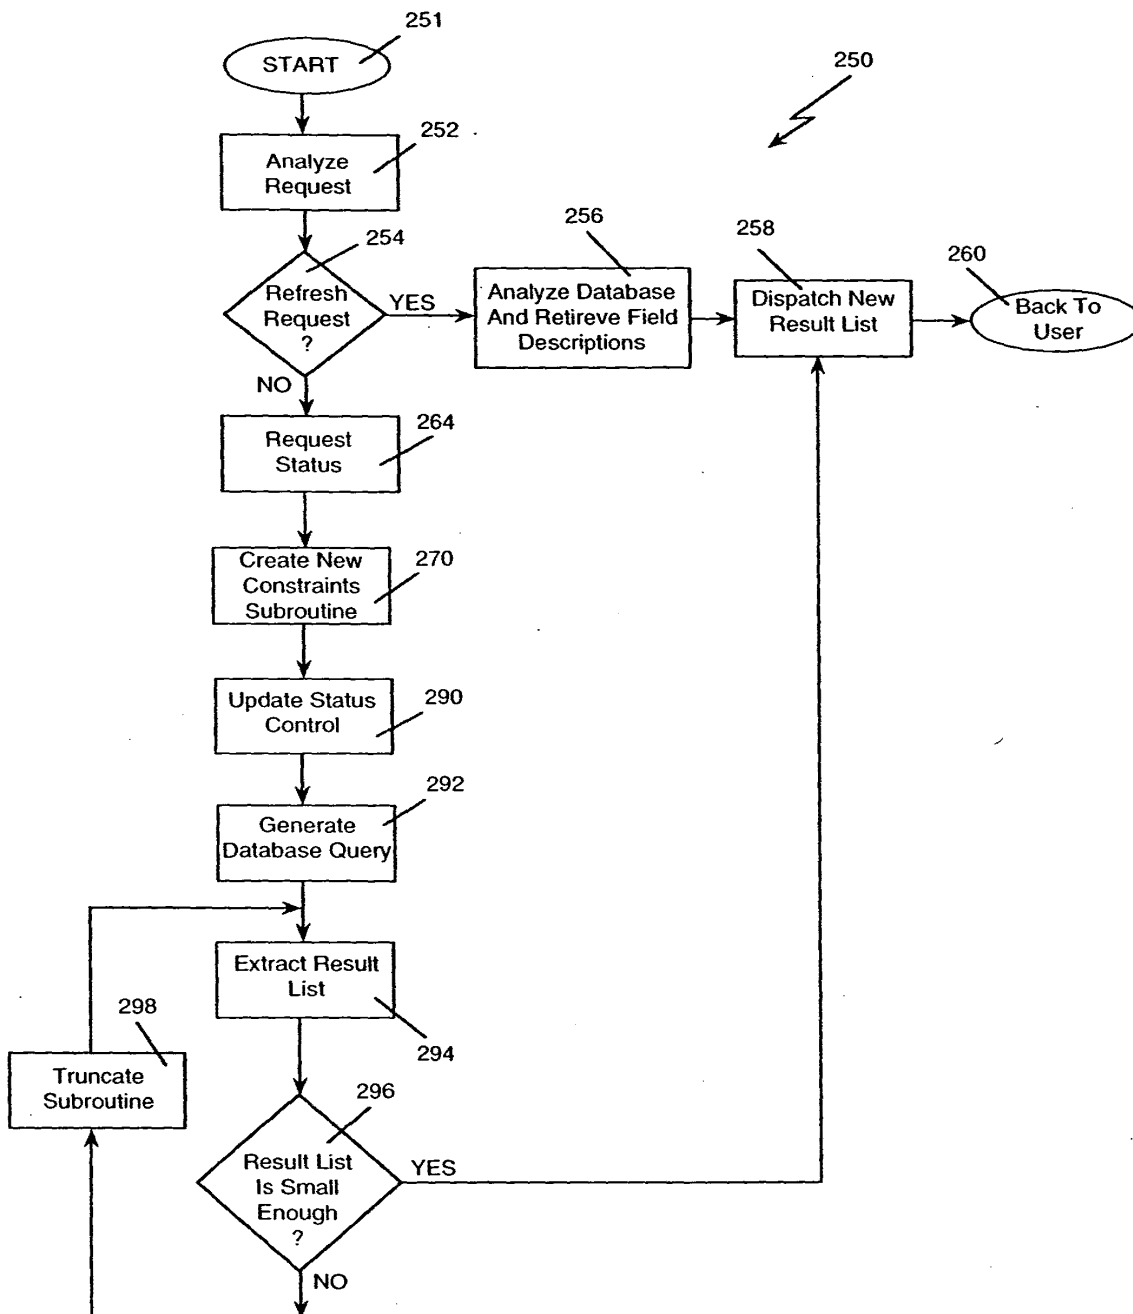 251
START
250
252
Analyze
Request
254
Refresh
Request
?
YES
NO
256
Analyze Database
And Retireve Field
Descriptions
258
Dispatch New
Result List
260
Back To
User
264
Request
Status
270
Create New
Constraints
Subroutine
290
Update Status
Control
292
Generate
Database Query
Extract Result
List
294
298
Truncate
Subroutine
296
Result List
Is Small
Enough
?
YES
NO